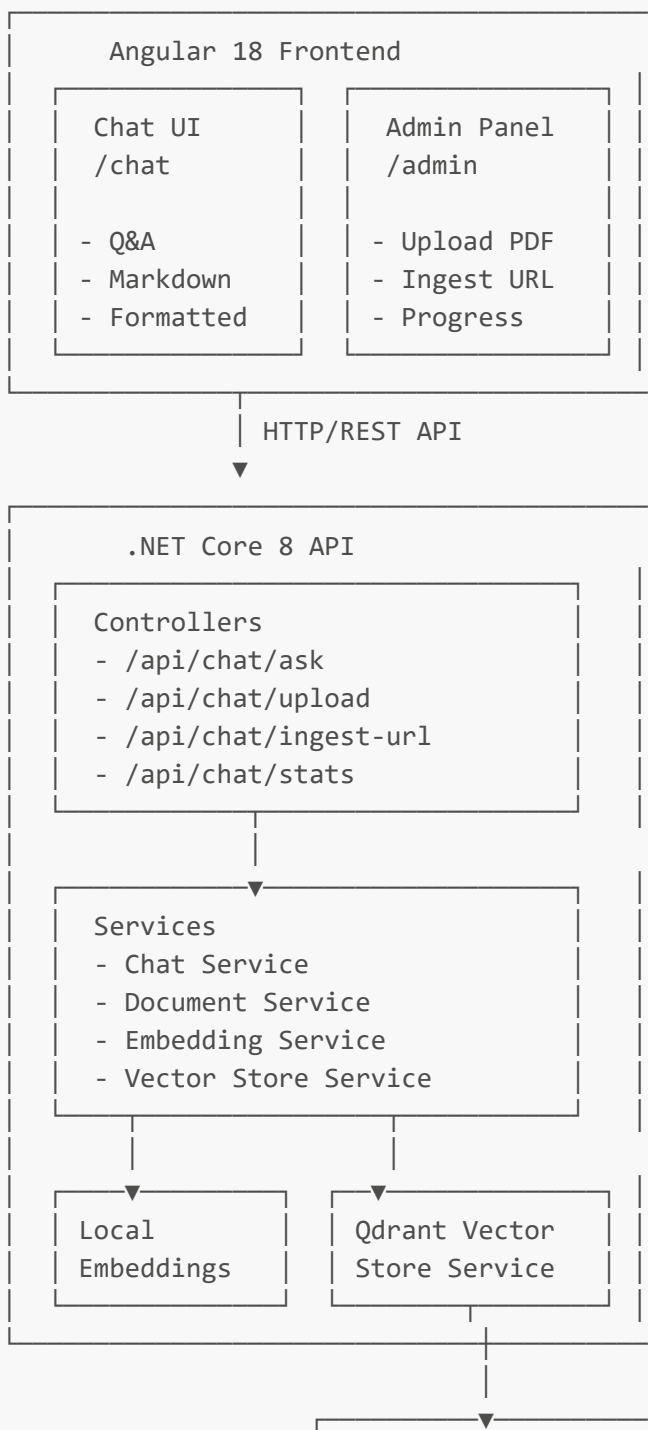 Angular 18 Frontend
Chat UI Admin Panel
/chat /admin
- Q&A - Upload PDF
- Markdown - Ingest URL
- Formatted - Progress
HTTP/REST API
.NET Core 8 API
Controllers
- /api/chat/ask
- /api/chat/upload
- /api/chat/ingest-url
- /api/chat/stats
Services
- Chat Service
- Document Service
- Embedding Service
- Vector Store Service
Local Qdrant Vector
Embeddings Store Service